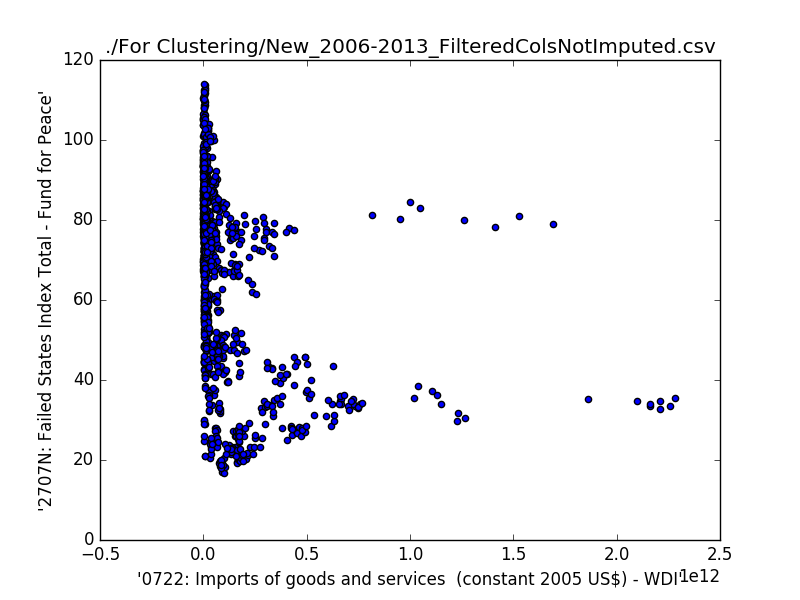 ./For Clustering/New_2006-2013_FilteredColsNotImputed.csv
120
100
80
60
40
20
0
'2707N: Failed States Index Total - Fund for Peace'
−0.5 0.0 0.5 1.0 1.5 2.0 2.5
1e12
'0722: Imports of goods and services (constant 2005 US$) - WDI'